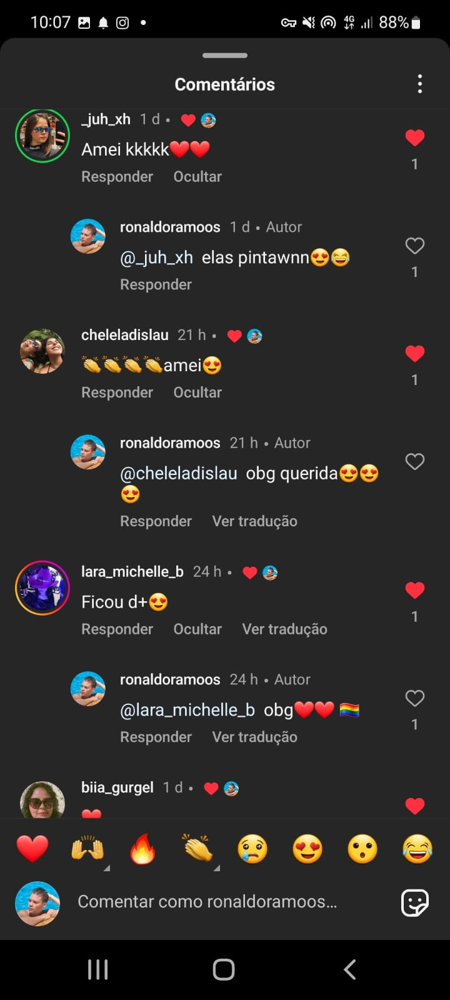 10:07
4G
88%
Comentários
_juh_xh 1 d •
Amei kkkkk❤️❤️
1
Responder Ocultar
ronaldoramoos 1 d • Autor
@_juh_xh elas pintawnn😍😂
1
Responder
cheleladislau 21 h •
👏👏👏👏amei😍
1
Responder Ocultar
ronaldoramoos 21 h • Autor
@cheleladislau obg querida😍😍
😍
Responder Ver tradução
lara_michelle_b 24 h •
Ficou d+😍
1
Responder Ocultar Ver tradução
ronaldoramoos 24 h • Autor
@lara_michelle_b obg❤️❤️ 🏳️‍🌈
1
Responder Ver tradução
biia_gurgel 1 d •
❤️
Comentar como ronaldoramoos...